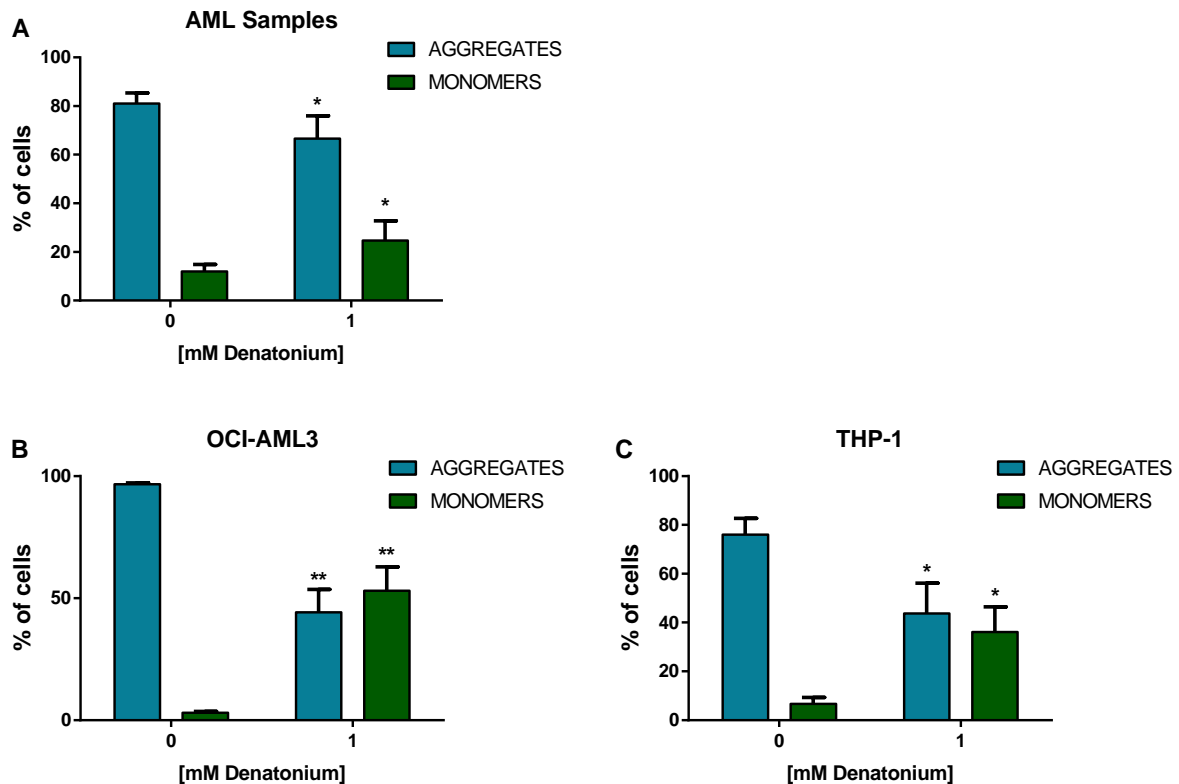 A
AML Samples
AGGREGATES
MONOMERS
100
80
60
40
20
0
% of cells
*
*
0 1
[mM Denatonium]
B
OCI-AML3
AGGREGATES
MONOMERS
100
50
0
% of cells
**
**
0 1
[mM Denatonium]
C
THP-1
AGGREGATES
MONOMERS
100
80
60
40
20
0
% of cells
*
*
0 1
[mM Denatonium]